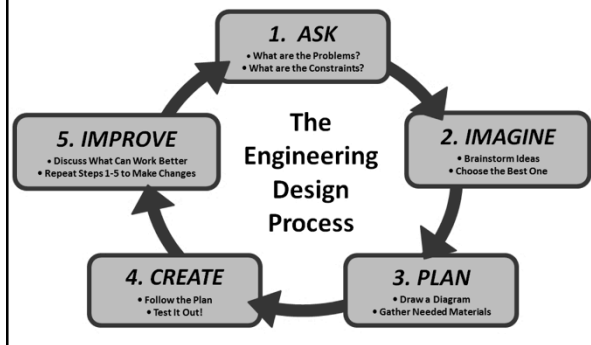 1. ASK
• What are the Problems?
• What are the Constraints?
The
Engineering
Design
Process
2. IMAGINE
• Brainstorm Ideas
• Choose the Best One
3. PLAN
• Draw a Diagram
• Gather Needed Materials
4. CREATE
• Follow the Plan
• Test It Out!
5. IMPROVE
• Discuss What Can Work Better
• Repeat Steps 1-5 to Make Changes